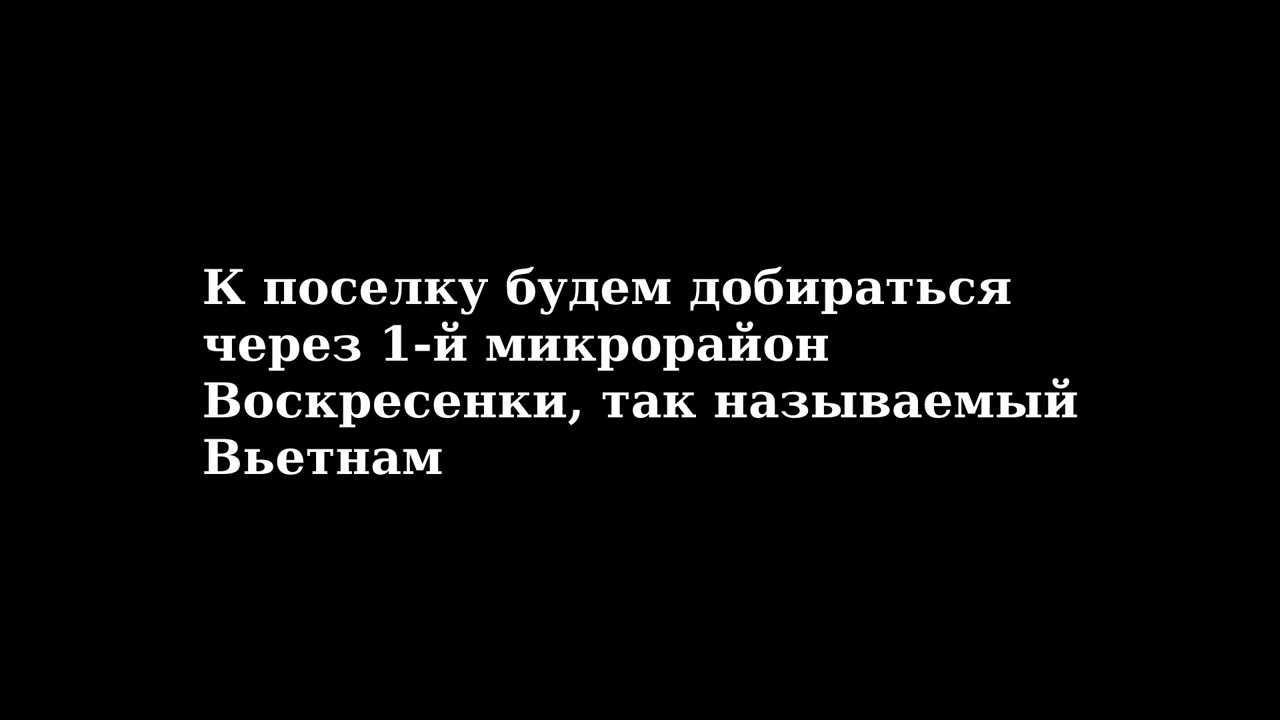 К поселку будем добираться
через 1-й микрорайон
Воскресенки, так называемый
Вьетнам